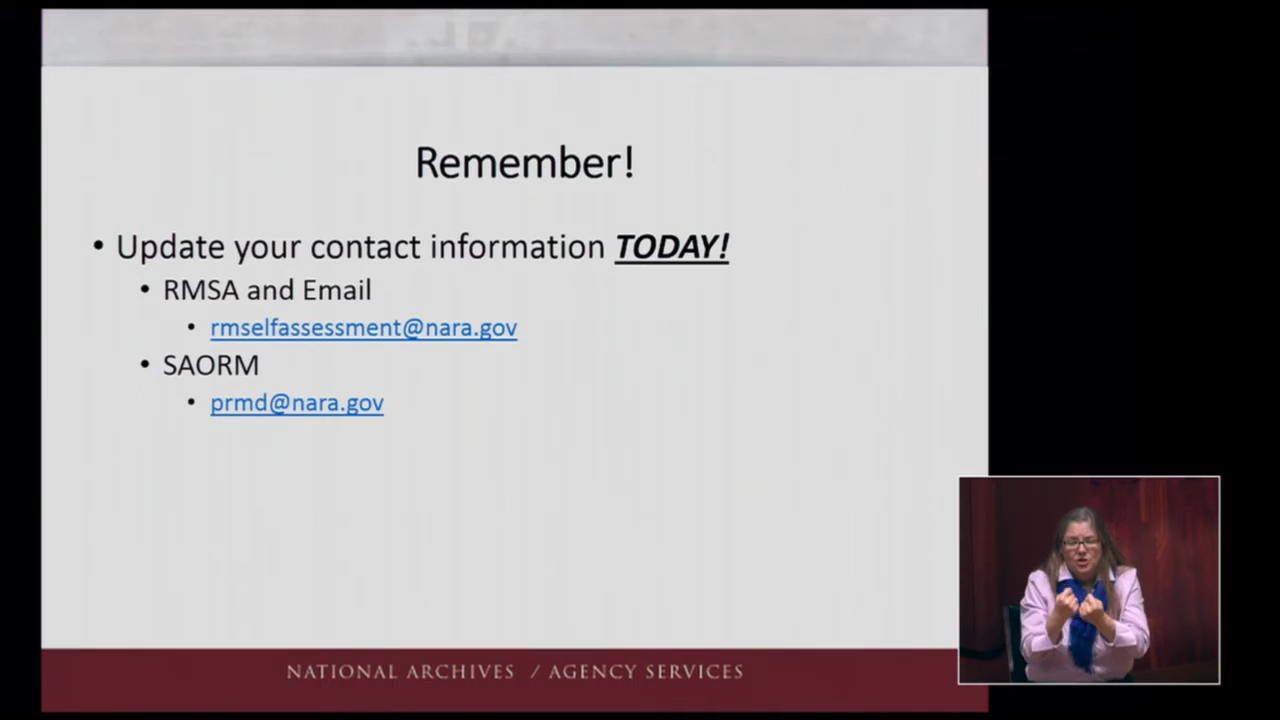 Remember!
• Update your contact information TODAY!
• RMSA and Email
• rmselfassessment@nara.gov
• SAORM
• prmd@nara.gov
NATIONAL ARCHIVES / AGENCY SERVICES